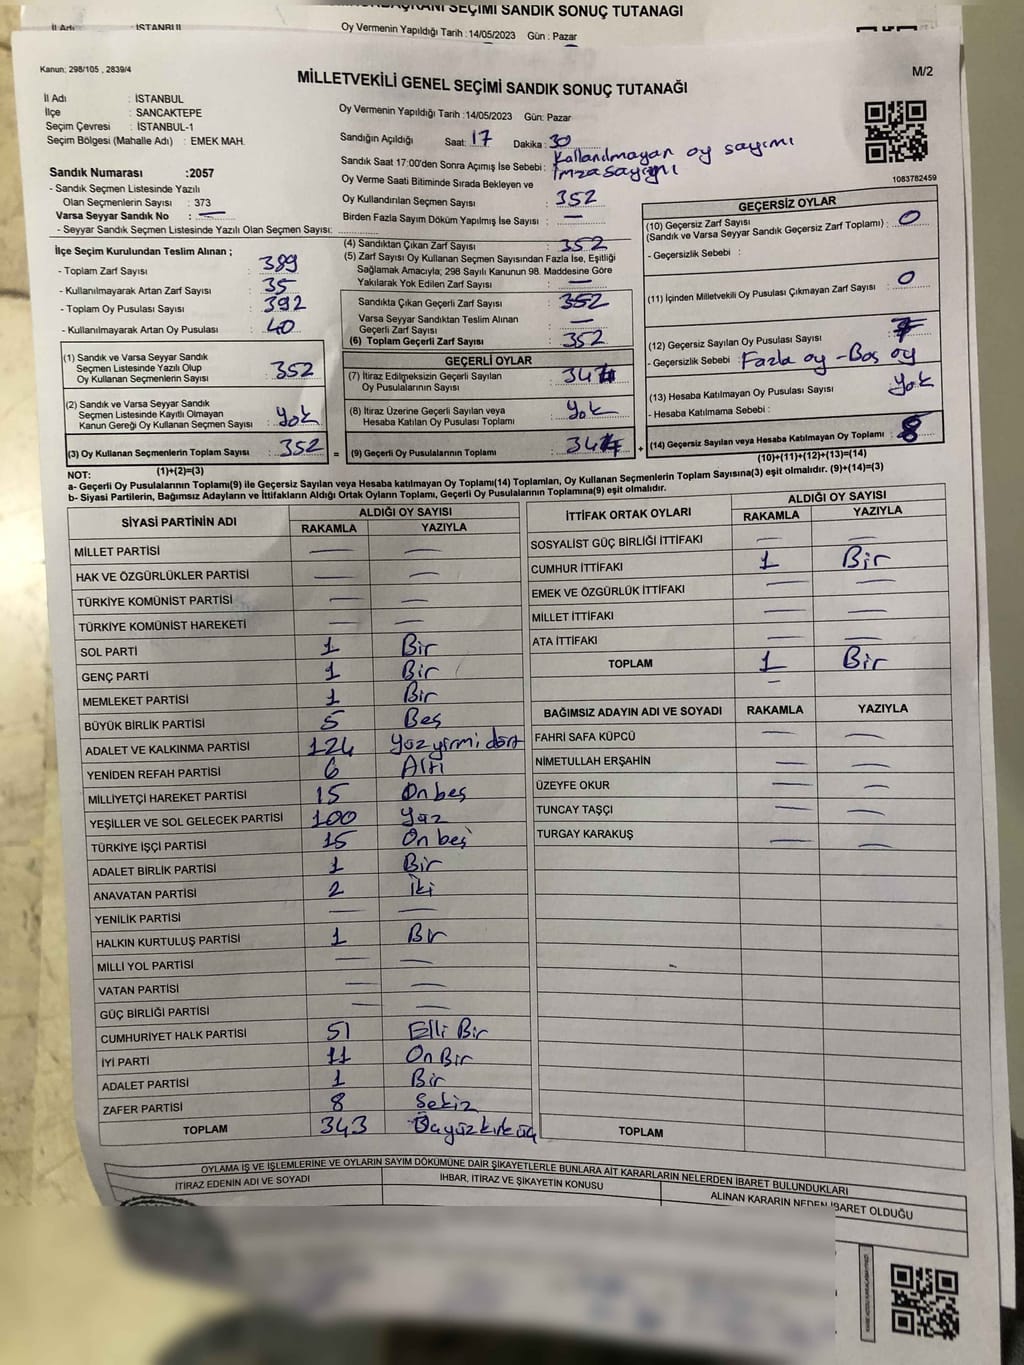 BAŞKANI SEÇİMİ SANDIK SONUÇ TUTANAĞI
İl Adı : İSTANBUL
Oy Vermenin Yapıldığı Tarih :14/05/2023 Gün : Pazar
Kanun; 298/105 , 2839/4
M/2
MİLLETVEKİLİ GENEL SEÇİMİ SANDIK SONUÇ TUTANAĞI
İl Adı : İSTANBUL
İlçe : SANCAKTEPE
Seçim Çevresi : İSTANBUL-1
Seçim Bölgesi (Mahalle Adı) : EMEK MAH.
Oy Vermenin Yapıldığı Tarih :14/05/2023 Gün: Pazar
Sandığın Açıldığı Saat: 17 Dakika: 30
Sandık Saat 17:00'den Sonra Açımış İse Sebebi : Kullanılmayan oy sayımı
İmza sayımı
Oy Verme Saati Bitiminde Sırada Bekleyen ve
Oy Kullandırılan Seçmen Sayısı : 352
Birden Fazla Sayım Döküm Yapılmış İse Sayısı : —
1083782459
Sandık Numarası :2057
- Sandık Seçmen Listesinde Yazılı
Olan Seçmenlerin Sayısı : 373
Varsa Seyyar Sandık No : —
- Seyyar Sandık Seçmen Listesinde Yazılı Olan Seçmen Sayısı:
İlçe Seçim Kurulundan Teslim Alınan ;
- Toplam Zarf Sayısı : 389
- Kullanılmayarak Artan Zarf Sayısı : 35
- Toplam Oy Pusulası Sayısı : 392
- Kullanılmayarak Artan Oy Pusulası : 40
(1) Sandık ve Varsa Seyyar Sandık
Seçmen Listesinde Yazılı Olup
Oy Kullanan Seçmenlerin Sayısı : 352
(2) Sandık ve Varsa Seyyar Sandık
Seçmen Listesinde Kayıtlı Olmayan
Kanun Gereği Oy Kullanan Seçmen Sayısı : Yok
(3) Oy Kullanan Seçmenlerin Toplam Sayısı : 352 =
(4) Sandıktan Çıkan Zarf Sayısı : 352
(5) Zarf Sayısı Oy Kullanan Seçmen Sayısından Fazla İse, Eşitliği
Sağlamak Amacıyla; 298 Sayılı Kanunun 98. Maddesine Göre
Yakılarak Yok Edilen Zarf Sayısı : —
Sandıkta Çıkan Geçerli Zarf Sayısı : 352
Varsa Seyyar Sandıktan Teslim Alınan
Geçerli Zarf Sayısı : —
(6) Toplam Geçerli Zarf Sayısı : 352
GEÇERLİ OYLAR
(7) İtiraz Edilmeksizin Geçerli Sayılan
Oy Pusulalarının Sayısı : 344
(8) İtiraz Üzerine Geçerli Sayılan veya
Hesaba Katılan Oy Pusulası Toplamı : Yok
(9) Geçerli Oy Pusulalarının Toplamı : 344 +
GEÇERSİZ OYLAR
(10) Geçersiz Zarf Sayısı
(Sandık ve Varsa Seyyar Sandık Geçersiz Zarf Toplamı) : 0
- Geçersizlik Sebebi :
(11) İçinden Milletvekili Oy Pusulası Çıkmayan Zarf Sayısı : 0
(12) Geçersiz Sayılan Oy Pusulası Sayısı :
- Geçersizlik Sebebi : Fazla oy - Boş oy
(13) Hesaba Katılmayan Oy Pusulası Sayısı : Yok
- Hesaba Katılmama Sebebi :
(14) Geçersiz Sayılan veya Hesaba Katılmayan Oy Toplamı : 8
NOT: (1)+(2)=(3)
(10)+(11)+(12)+(13)=(14)
a- Geçerli Oy Pusulalarının Toplamı(9) ile Geçersiz Sayılan veya Hesaba katılmayan Oy Toplamı(14) Toplamları, Oy Kullanan Seçmenlerin Toplam Sayısına(3) eşit olmalıdır. (9)+(14)=(3)
b- Siyasi Partilerin, Bağımsız Adayların ve İttifakların Aldığı Ortak Oyların Toplamı, Geçerli Oy Pusulalarının Toplamına(9) eşit olmalıdır.
SİYASİ PARTİNİN ADI ALDIĞI OY SAYISI
RAKAMLA YAZIYLA
MİLLET PARTİSİ — —
HAK VE ÖZGÜRLÜKLER PARTİSİ — —
TÜRKİYE KOMÜNİST PARTİSİ — —
TÜRKİYE KOMÜNİST HAREKETİ — —
SOL PARTİ 1 Bir
GENÇ PARTİ 1 Bir
MEMLEKET PARTİSİ 1 Bir
BÜYÜK BİRLİK PARTİSİ 5 Beş
ADALET VE KALKINMA PARTİSİ 124 Yüz yirmi dört
YENİDEN REFAH PARTİSİ 6 Altı
MİLLİYETÇİ HAREKET PARTİSİ 15 On beş
YEŞİLLER VE SOL GELECEK PARTİSİ 100 Yüz
TÜRKİYE İŞÇİ PARTİSİ 15 On beş
ADALET BİRLİK PARTİSİ 1 Bir
ANAVATAN PARTİSİ 2 İki
YENİLİK PARTİSİ — —
HALKIN KURTULUŞ PARTİSİ 1 Bir
MİLLİ YOL PARTİSİ — —
VATAN PARTİSİ — —
GÜÇ BİRLİĞİ PARTİSİ — —
CUMHURİYET HALK PARTİSİ 51 Elli Bir
İYİ PARTİ 11 On Bir
ADALET PARTİSİ 1 Bir
ZAFER PARTİSİ 8 Sekiz
TOPLAM 343 Üçyüzkırküç
İTTİFAK ORTAK OYLARI ALDIĞI OY SAYISI
RAKAMLA YAZIYLA
SOSYALİST GÜÇ BİRLİĞİ İTTİFAKI — —
CUMHUR İTTİFAKI 1 Bir
EMEK VE ÖZGÜRLÜK İTTİFAKI — —
MİLLET İTTİFAKI — —
ATA İTTİFAKI — —
TOPLAM 1 Bir
—
BAĞIMSIZ ADAYIN ADI VE SOYADI RAKAMLA YAZIYLA
FAHRİ SAFA KÜPCÜ — —
NİMETULLAH ERŞAHİN — —
ÜZEYFE OKUR — —
TUNCAY TAŞÇI — —
TURGAY KARAKUŞ — —
TOPLAM
OYLAMA İŞ VE İŞLEMLERİNE VE OYLARIN SAYIM DÖKÜMÜNE DAİR ŞİKAYETLERLE BUNLARA AİT KARARLARIN NELERDEN İBARET BULUNDUKLARI
İTİRAZ EDENİN ADI VE SOYADI İHBAR, İTİRAZ VE ŞİKAYETİN KONUSU ALINAN KARARIN NEDEN İBARET OLDUĞU